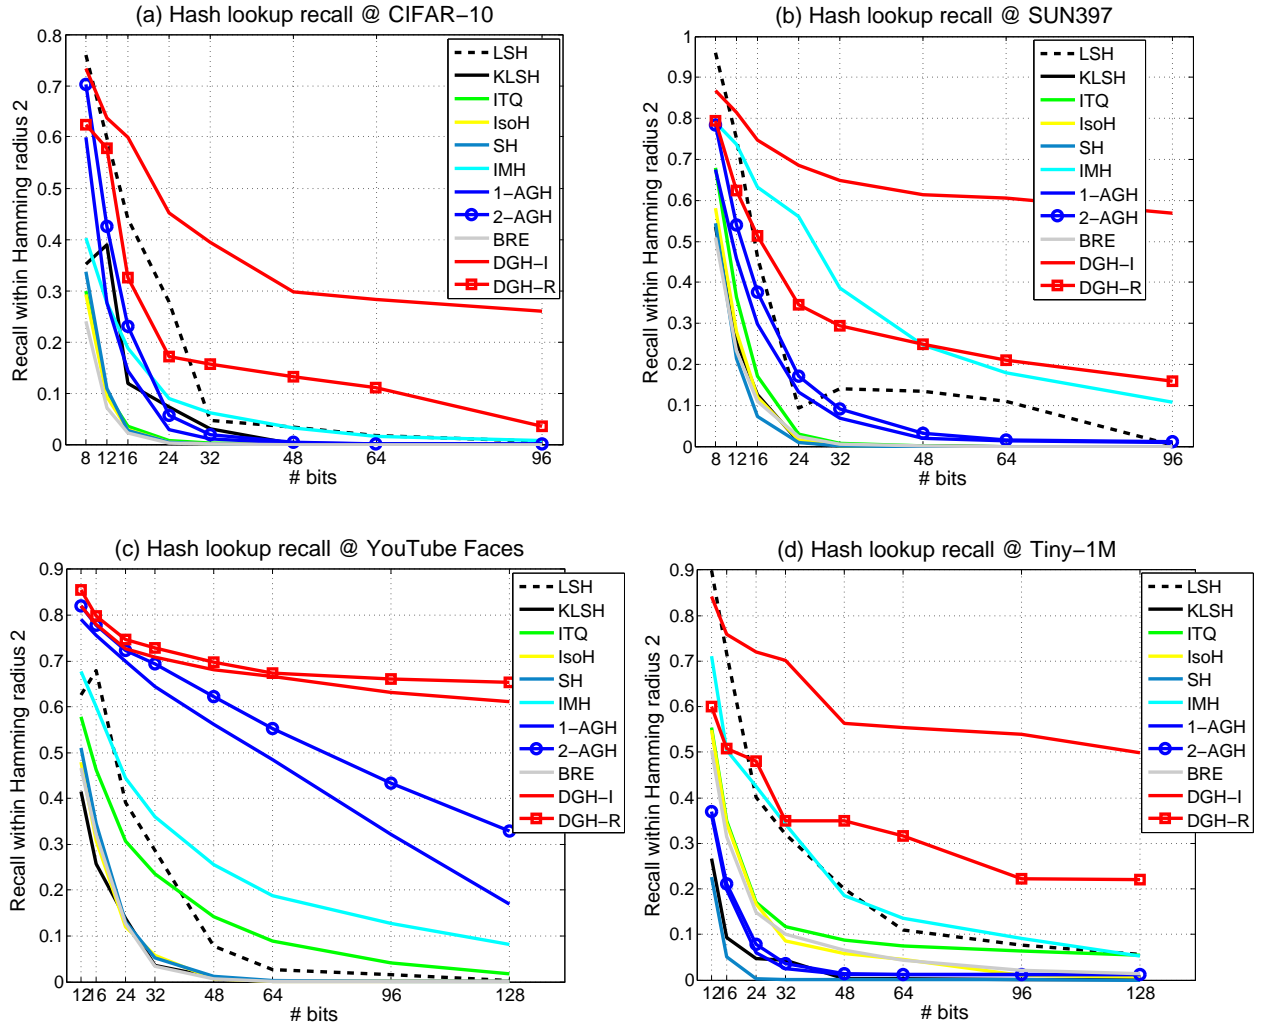 (a) Hash lookup recall @ CIFAR−10
0.8
0.7
0.6
0.5
0.4
0.3
0.2
0.1
0
Recall within Hamming radius 2
8 12 16 24 32 48 64 96
# bits
LSH
KLSH
ITQ
IsoH
SH
IMH
1−AGH
2−AGH
BRE
DGH−I
DGH−R
(b) Hash lookup recall @ SUN397
1
0.9
0.8
0.7
0.6
0.5
0.4
0.3
0.2
0.1
0
Recall within Hamming radius 2
8 12 16 24 32 48 64 96
# bits
LSH
KLSH
ITQ
IsoH
SH
IMH
1−AGH
2−AGH
BRE
DGH−I
DGH−R
(c) Hash lookup recall @ YouTube Faces
0.9
0.8
0.7
0.6
0.5
0.4
0.3
0.2
0.1
0
Recall within Hamming radius 2
12 16 24 32 48 64 96 128
# bits
LSH
KLSH
ITQ
IsoH
SH
IMH
1−AGH
2−AGH
BRE
DGH−I
DGH−R
(d) Hash lookup recall @ Tiny−1M
0.9
0.8
0.7
0.6
0.5
0.4
0.3
0.2
0.1
0
Recall within Hamming radius 2
12 16 24 32 48 64 96 128
# bits
LSH
KLSH
ITQ
IsoH
SH
IMH
1−AGH
2−AGH
BRE
DGH−I
DGH−R